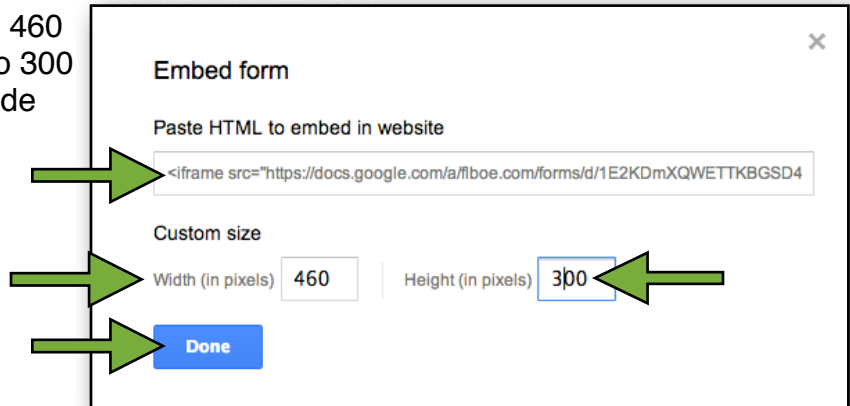 460
o 300
de
×
Embed form
Paste HTML to embed in website
<iframe src="https://docs.google.com/a/flboe.com/forms/d/1E2KDmXQWETTKBGSD4
Custom size
Width (in pixels) 460 Height (in pixels) 300
Done